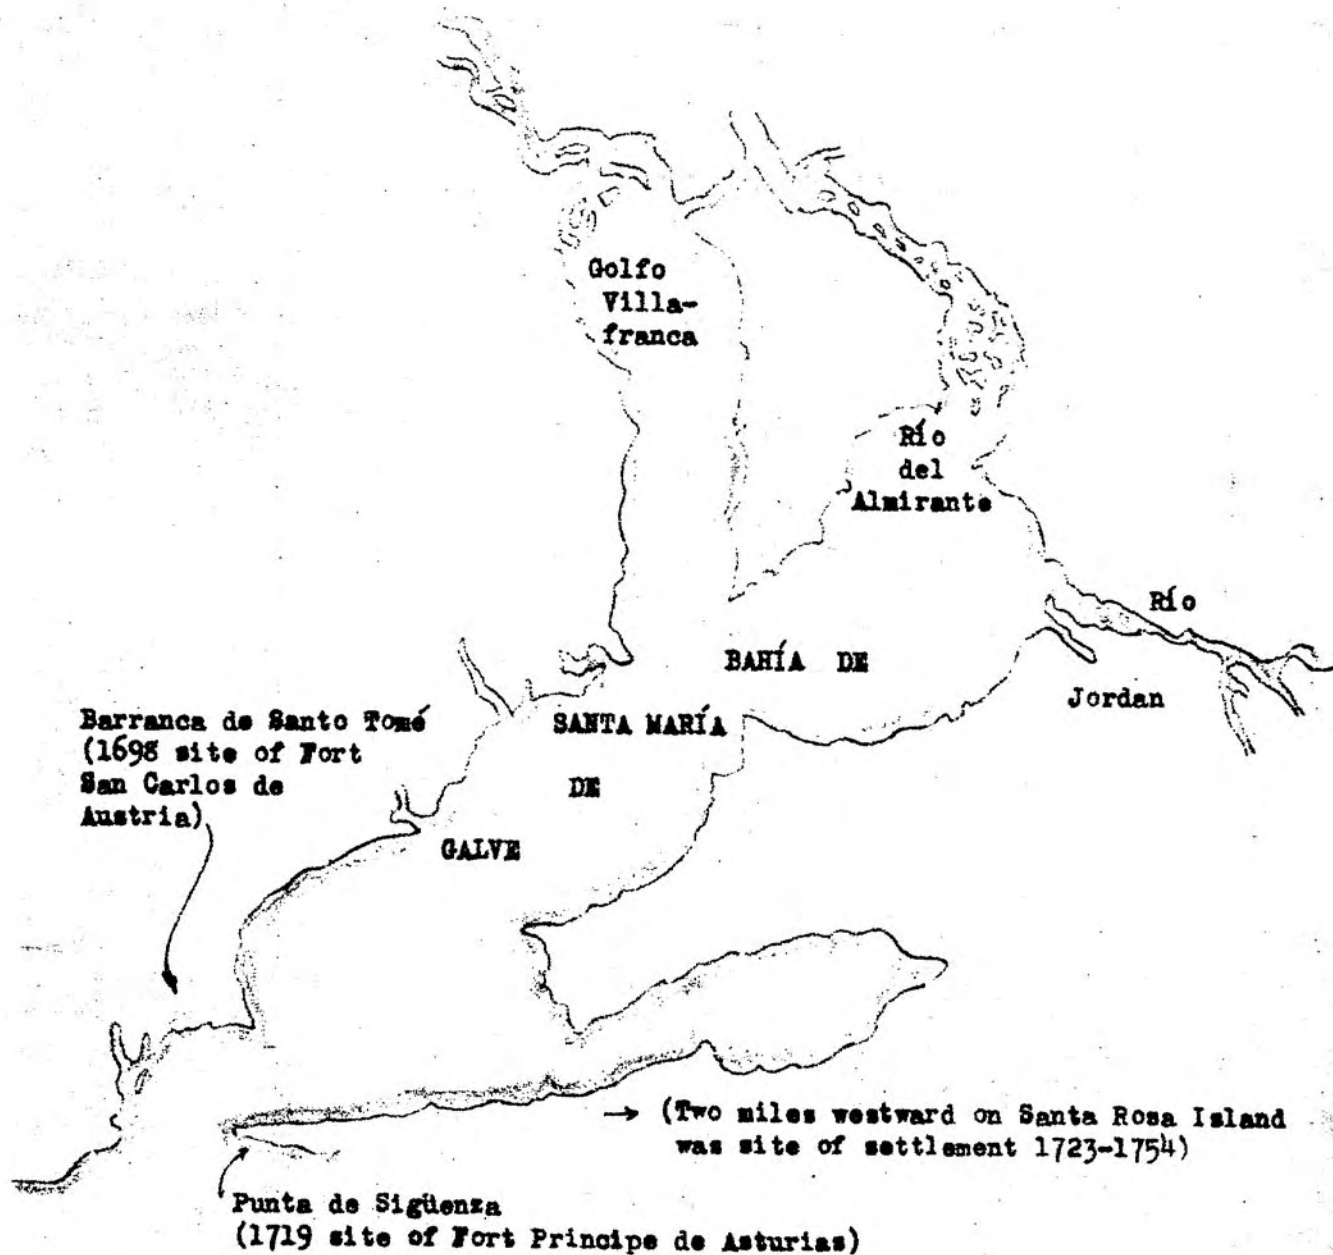 Golfo
Villa-
franca
Río
del
Almirante
Río
Jordan
BAHÍA DE
SANTA MARÍA
DE
GALVE
Barranca de Santo Tomé
(1698 site of Fort
San Carlos de
Austria)
→ (Two miles westward on Santa Rosa Island
was site of settlement 1723-1754)
Punta de Sigüenza
(1719 site of Fort Principe de Asturias)